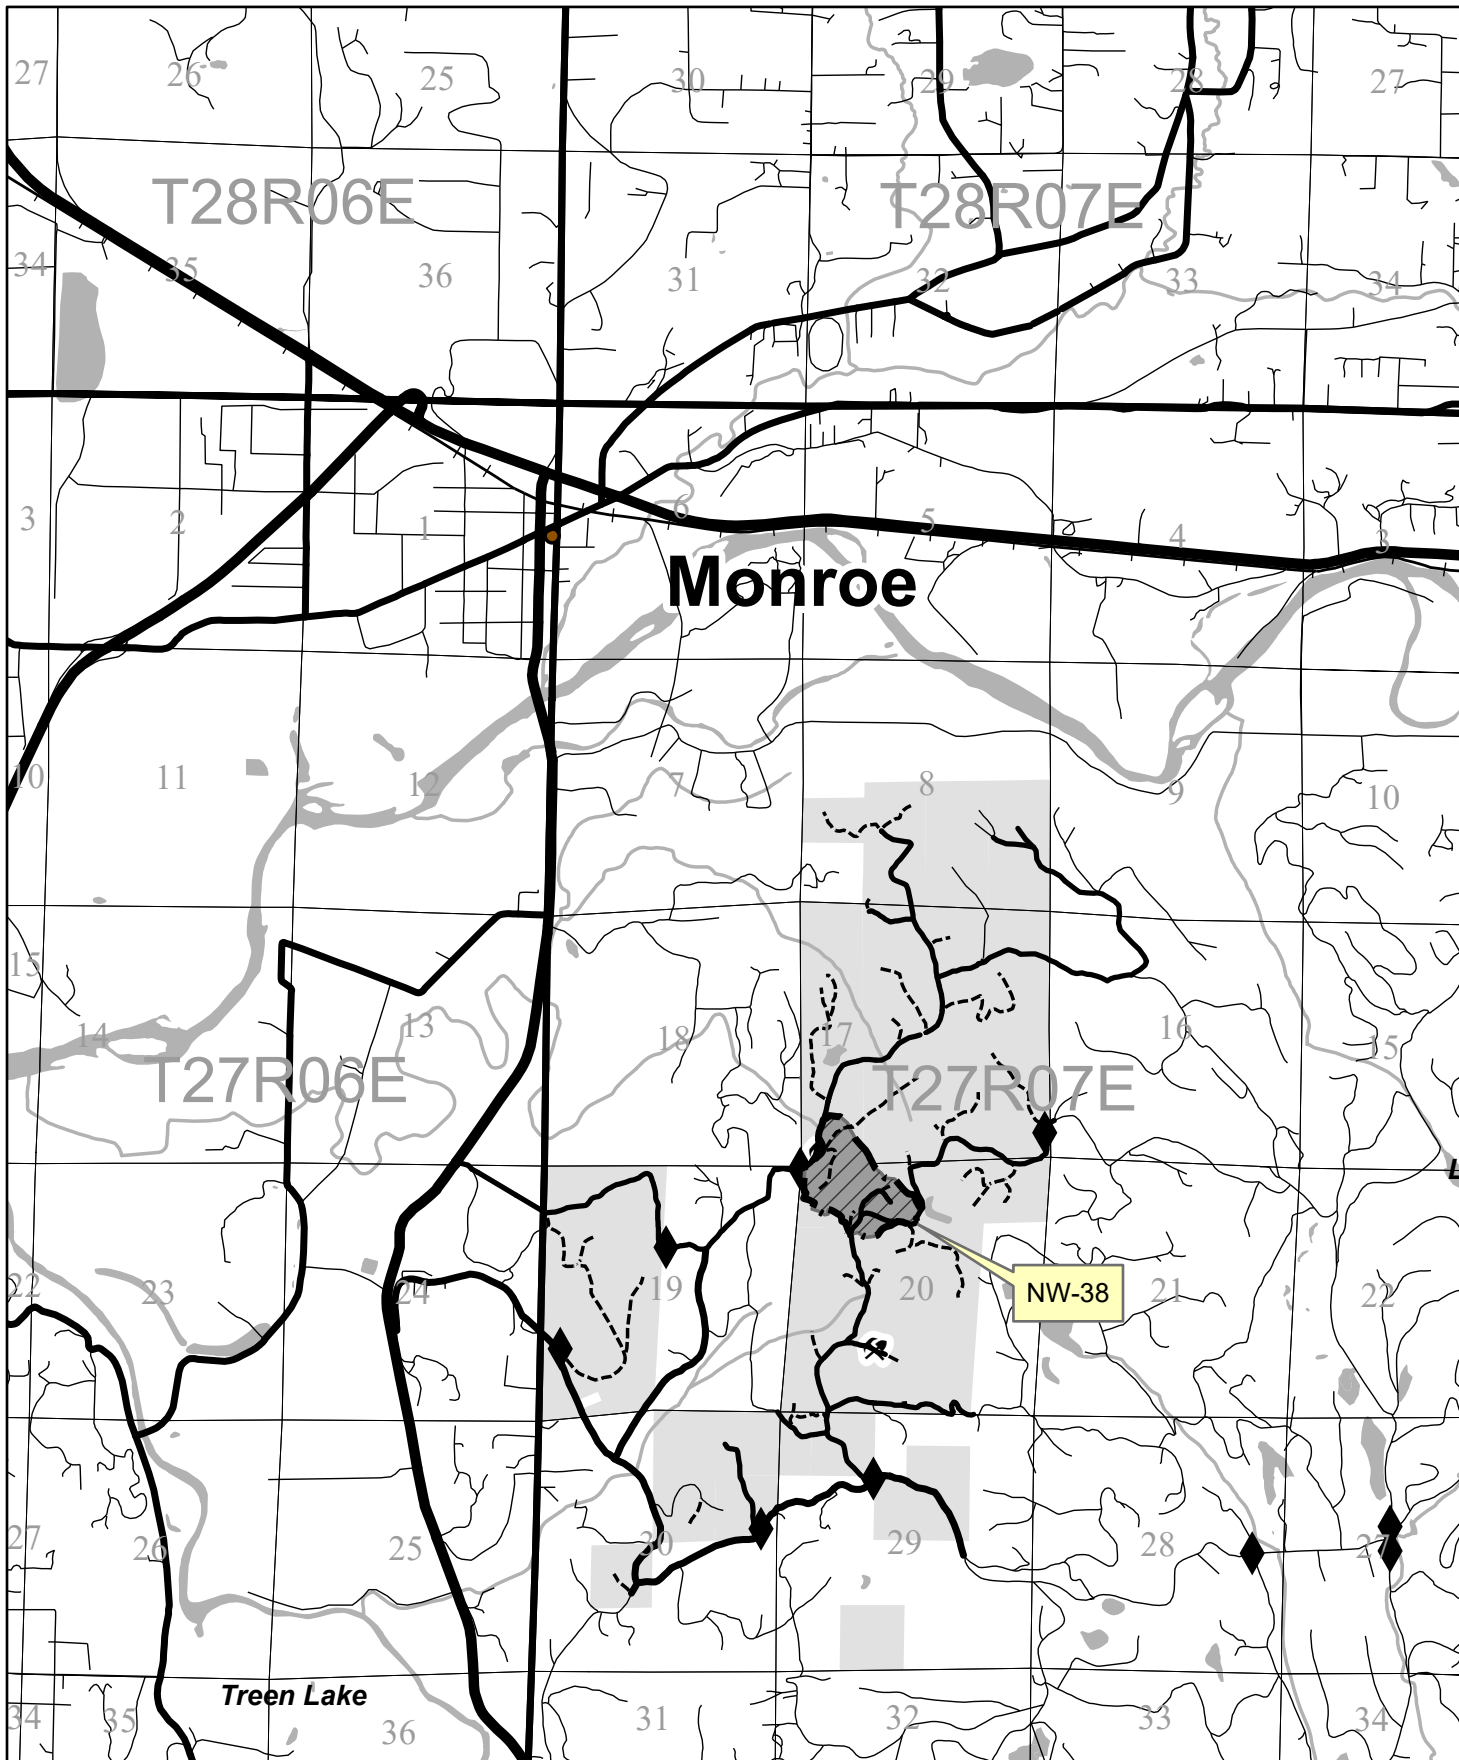 27 26 25 30 29 28 27
T28R06E T28R07E
34 35 36 31 32 33 34
3 2 1 6 5 4 3
Monroe
10 11 12 7 8 9 10
15 14 13 18 17 16 15
T27R06E T27R07E
L
22 23 24 19 20 21 22
NW-38
27 26 25 30 29 28 27
Treen Lake
34 35 36 31 32 33 34